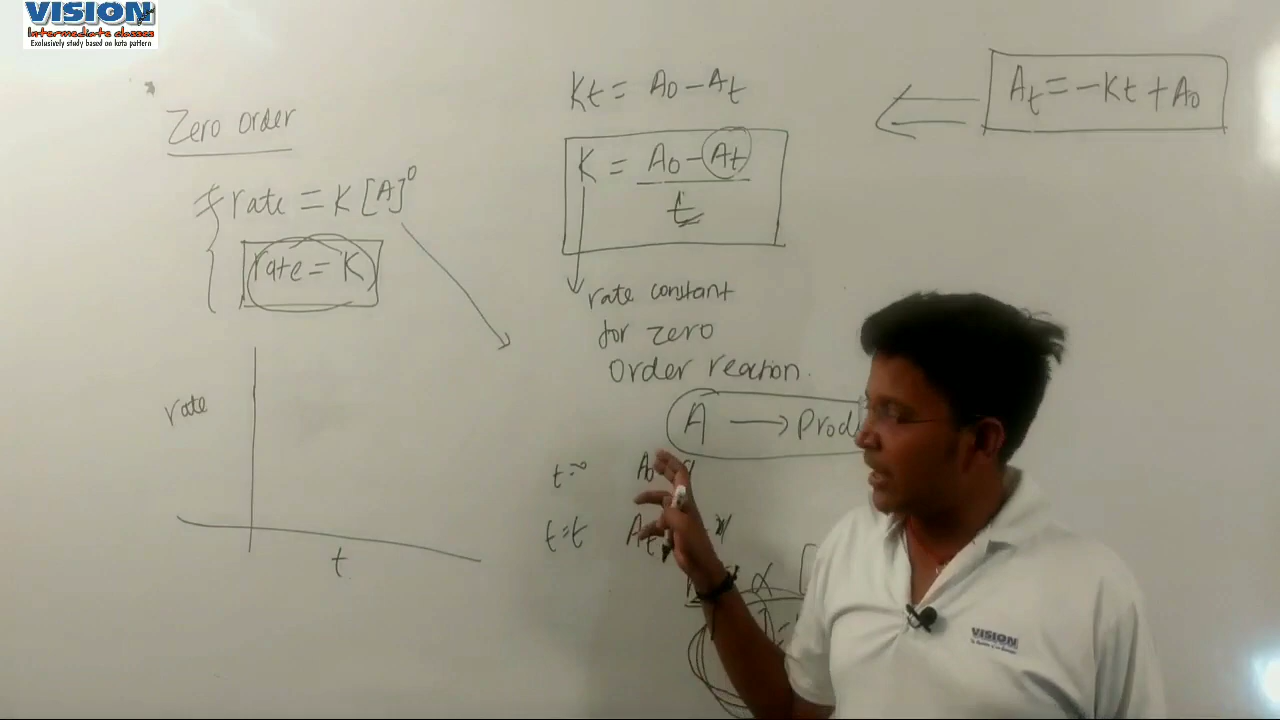 VISION
Intermediate classes
Exclusively study based on kota pattern
Zero order
rate = K [A]⁰
rate = K
rate
t
Kt = A₀ - At
K = A₀ - At
t
rate constant
for zero
order reaction.
A → Prod
t=0 A₀
t=t At
α
At = -Kt + A₀
VISION